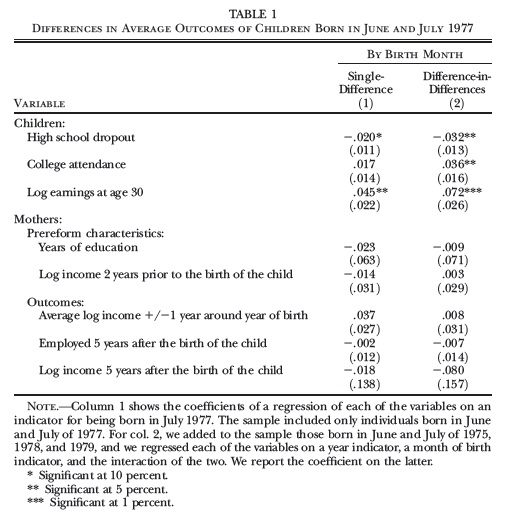 TABLE 1
Differences in Average Outcomes of Children Born in June and July 1977
By Birth Month
Variable Single-Difference (1) Difference-in-Differences (2)
Children:
High school dropout −.020* −.032**
(.011) (.013)
College attendance .017 .036**
(.014) (.016)
Log earnings at age 30 .045** .072***
(.022) (.026)
Mothers:
Prereform characteristics:
Years of education −.023 −.009
(.063) (.071)
Log income 2 years prior to the birth of the child −.014 .003
(.031) (.029)
Outcomes:
Average log income +/−1 year around year of birth .037 .008
(.027) (.031)
Employed 5 years after the birth of the child −.002 −.007
(.012) (.014)
Log income 5 years after the birth of the child −.018 −.080
(.138) (.157)
Note.—Column 1 shows the coefficients of a regression of each of the variables on an
indicator for being born in July 1977. The sample included only individuals born in June
and July of 1977. For col. 2, we added to the sample those born in June and July of 1975,
1978, and 1979, and we regressed each of the variables on a year indicator, a month of birth
indicator, and the interaction of the two. We report the coefficient on the latter.
* Significant at 10 percent.
** Significant at 5 percent.
*** Significant at 1 percent.